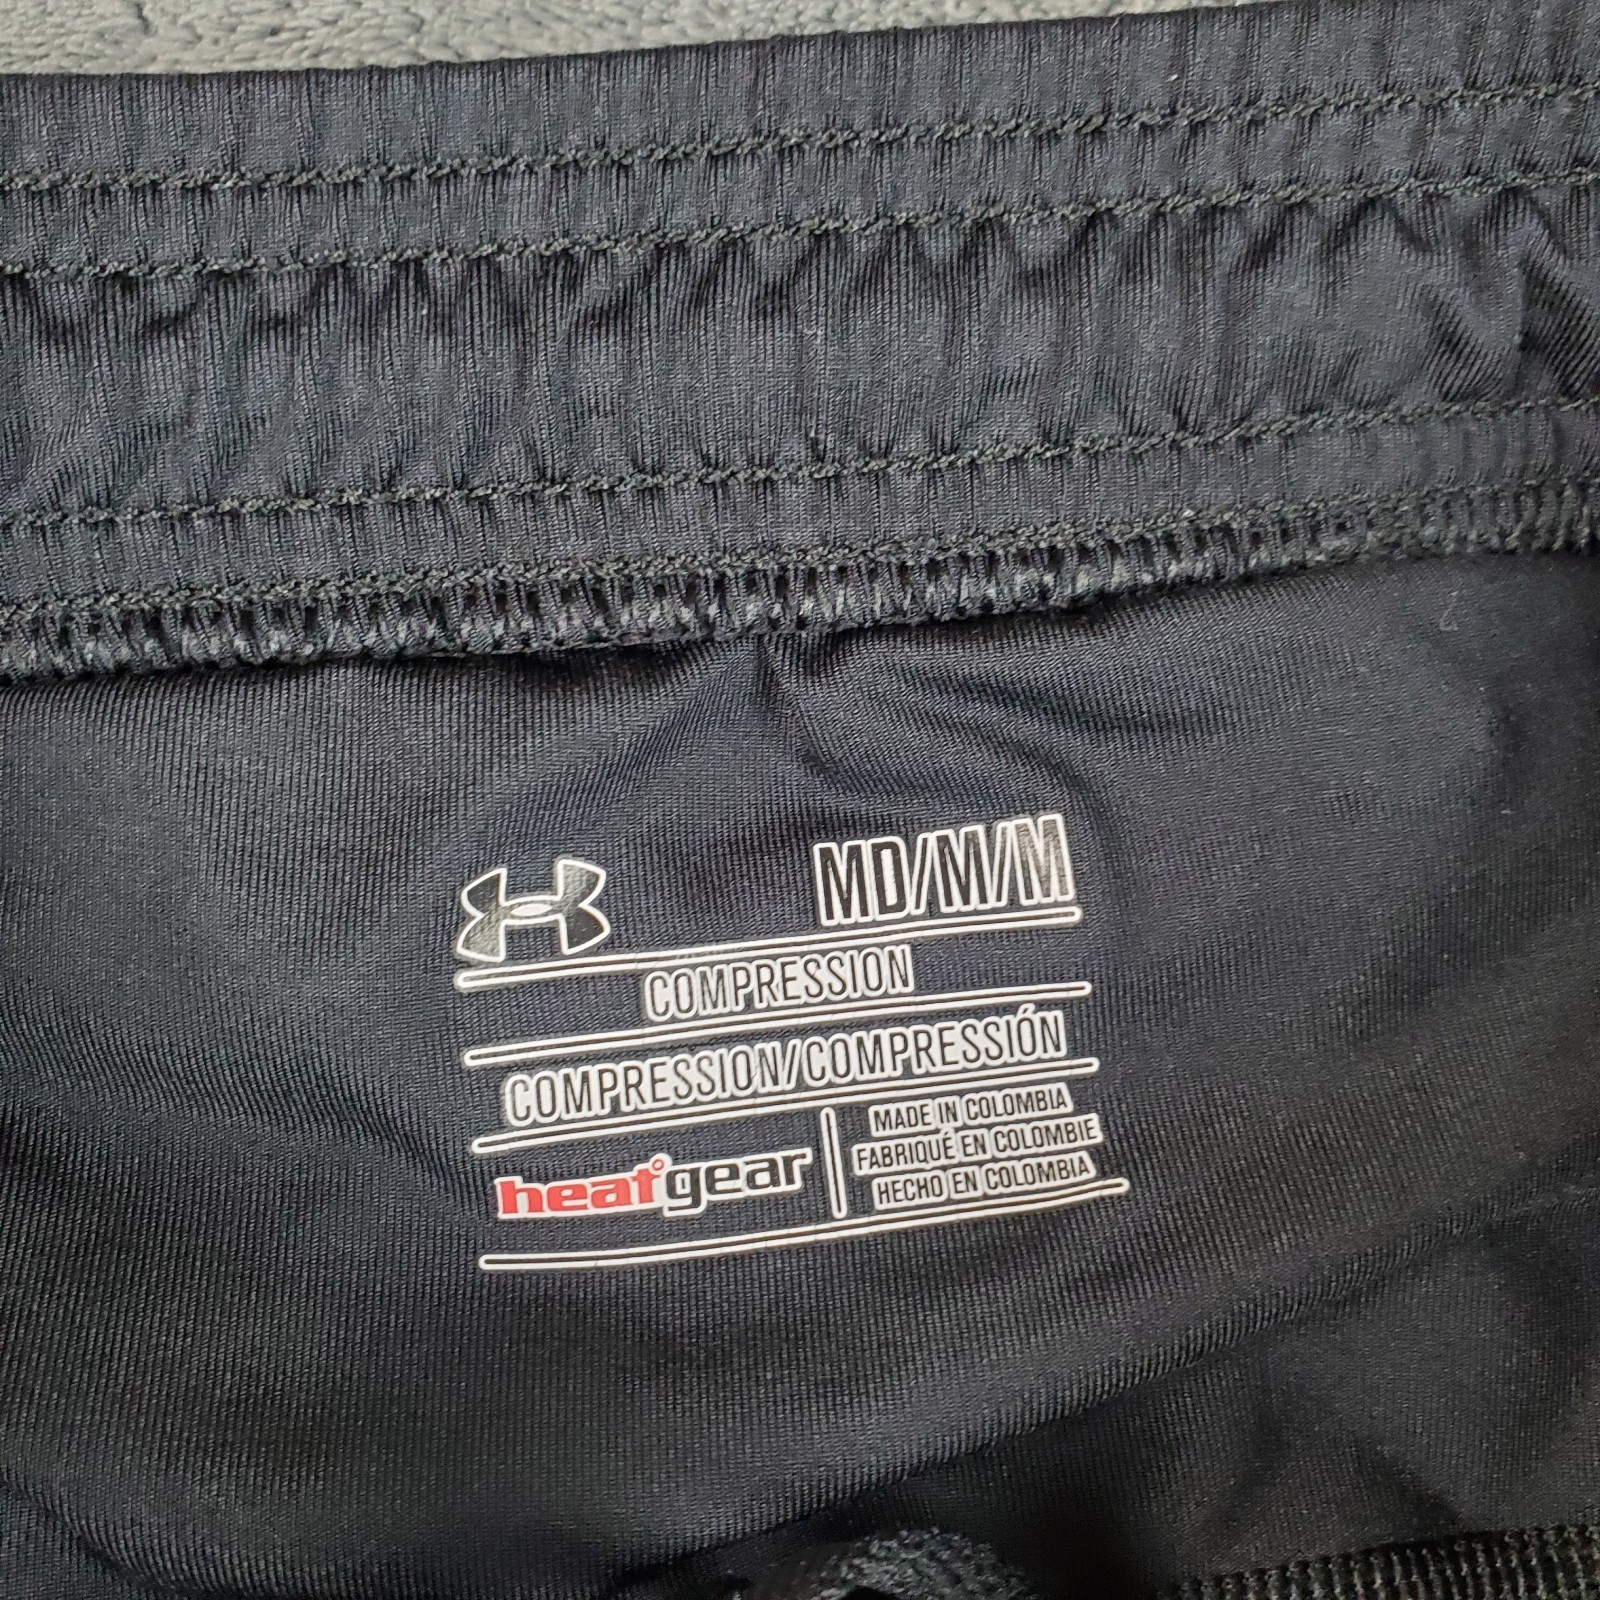 MD/M/M
COMPRESSION
COMPRESSION/COMPRESSIÓN
heatgear
MADE IN COLOMBIA
FABRIQUÉ EN COLOMBIE
HECHO EN COLOMBIA